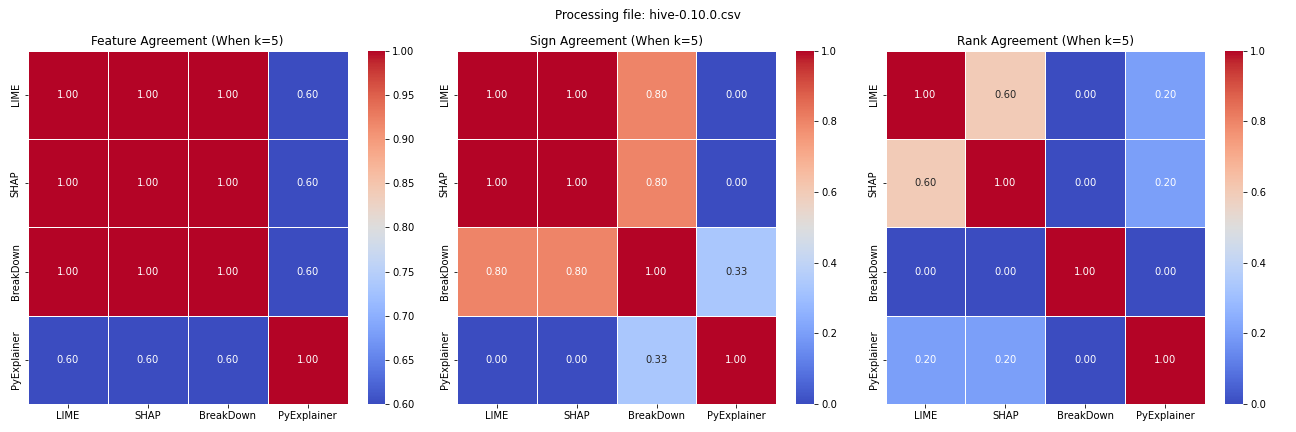 Processing file: hive-0.10.0.csv
Feature Agreement (When k=5)
LIME
SHAP
BreakDown
PyExplainer
1.00 1.00 1.00 0.60
1.00 1.00 1.00 0.60
1.00 1.00 1.00 0.60
0.60 0.60 0.60 1.00
LIME SHAP BreakDown PyExplainer
1.00
0.95
0.90
0.85
0.80
0.75
0.70
0.65
0.60
Sign Agreement (When k=5)
LIME
SHAP
BreakDown
PyExplainer
1.00 1.00 0.80 0.00
1.00 1.00 0.80 0.00
0.80 0.80 1.00 0.33
0.00 0.00 0.33 1.00
LIME SHAP BreakDown PyExplainer
1.0
0.8
0.6
0.4
0.2
0.0
Rank Agreement (When k=5)
LIME
SHAP
BreakDown
PyExplainer
1.00 0.60 0.00 0.20
0.60 1.00 0.00 0.20
0.00 0.00 1.00 0.00
0.20 0.20 0.00 1.00
LIME SHAP BreakDown PyExplainer
1.0
0.8
0.6
0.4
0.2
0.0